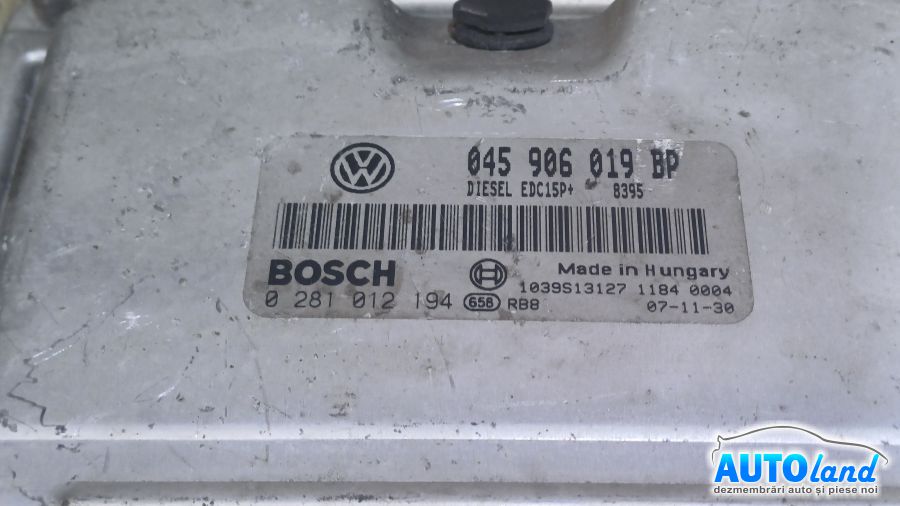 045 906 019 BP
DIESEL EDC15P+ 8395
BOSCH
Made in Hungary
0 281 012 194 658 RB8
1039S13127 1184 0004
07-11-30
AUTOland
dezmembrări auto și piese noi